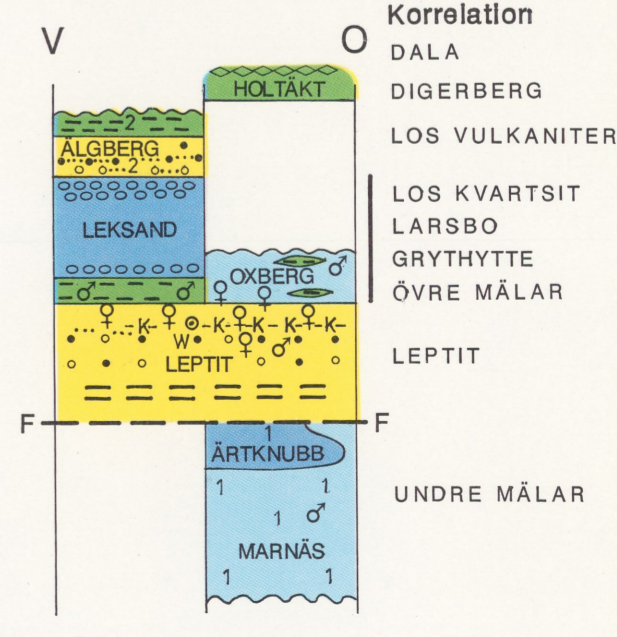 Korrelation
V
O
DALA
HOLTÄKT
DIGERBERG
2
LOS VULKANITER
ÄLGBERG
2
LOS KVARTSIT
LEKSAND
LARSBO
GRYTHYTTE
OXBERG
ÖVRE MÄLAR
K K K K K
W
LEPTIT
LEPTIT
F
F
1
ÄRTKNUBB
1
1
UNDRE MÄLAR
1
MARNÄS
1
1